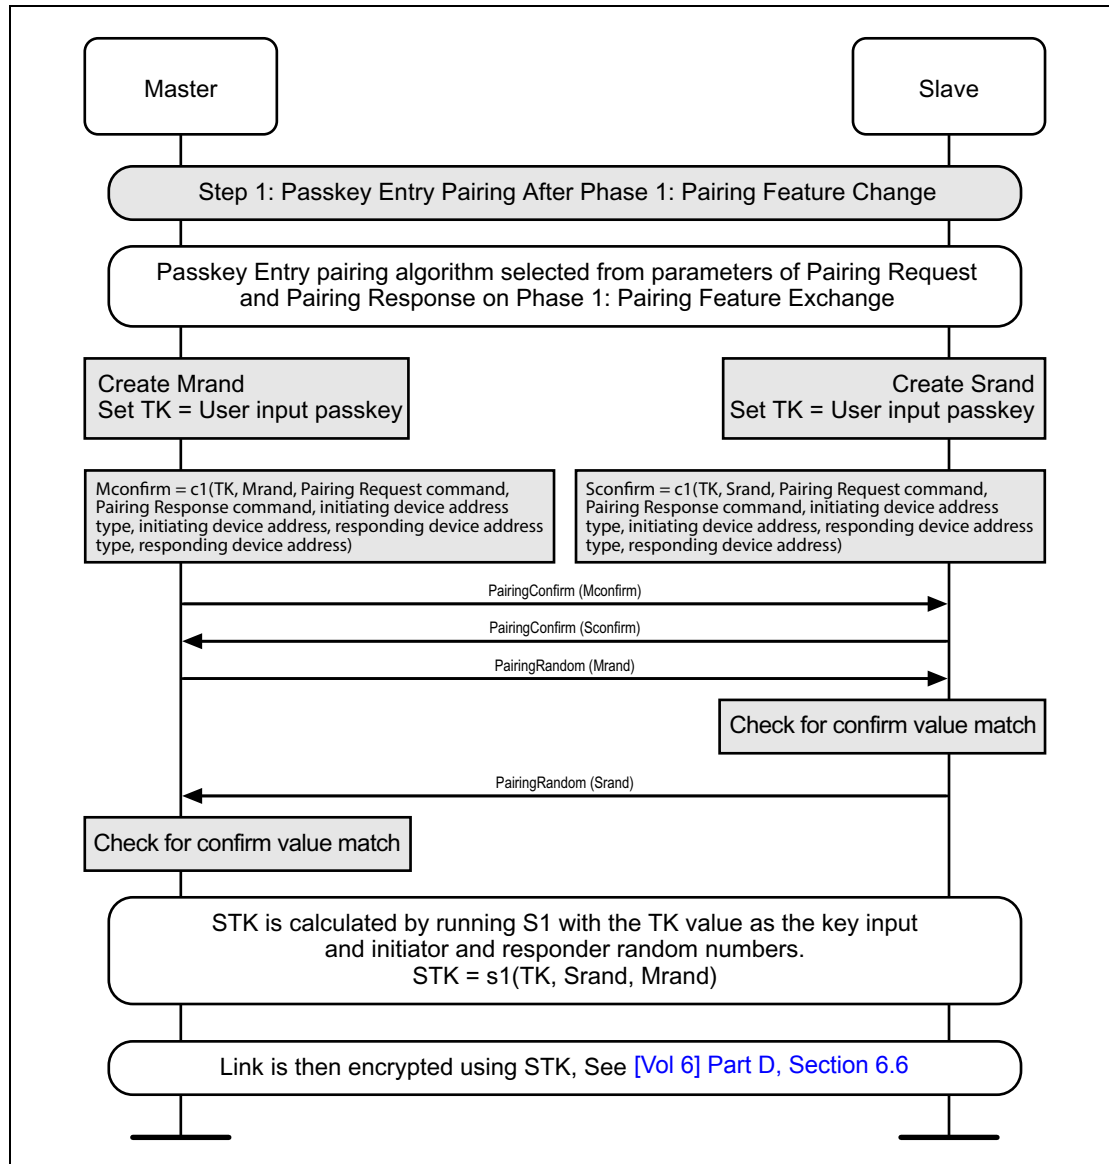 Master
Slave
Step 1: Passkey Entry Pairing After Phase 1: Pairing Feature Change
Passkey Entry pairing algorithm selected from parameters of Pairing Request
and Pairing Response on Phase 1: Pairing Feature Exchange
Create Mrand
Set TK = User input passkey
Create Srand
Set TK = User input passkey
Mconfirm = c1(TK, Mrand, Pairing Request command,
Pairing Response command, initiating device address
type, initiating device address, responding device address
type, responding device address)
Sconfirm = c1(TK, Srand, Pairing Request command,
Pairing Response command, initiating device address
type, initiating device address, responding device address
type, responding device address)
PairingConfirm (Mconfirm)
PairingConfirm (Sconfirm)
PairingRandom (Mrand)
Check for confirm value match
PairingRandom (Srand)
Check for confirm value match
STK is calculated by running S1 with the TK value as the key input
and initiator and responder random numbers.
STK = s1(TK, Srand, Mrand)
Link is then encrypted using STK, See [Vol 6] Part D, Section 6.6